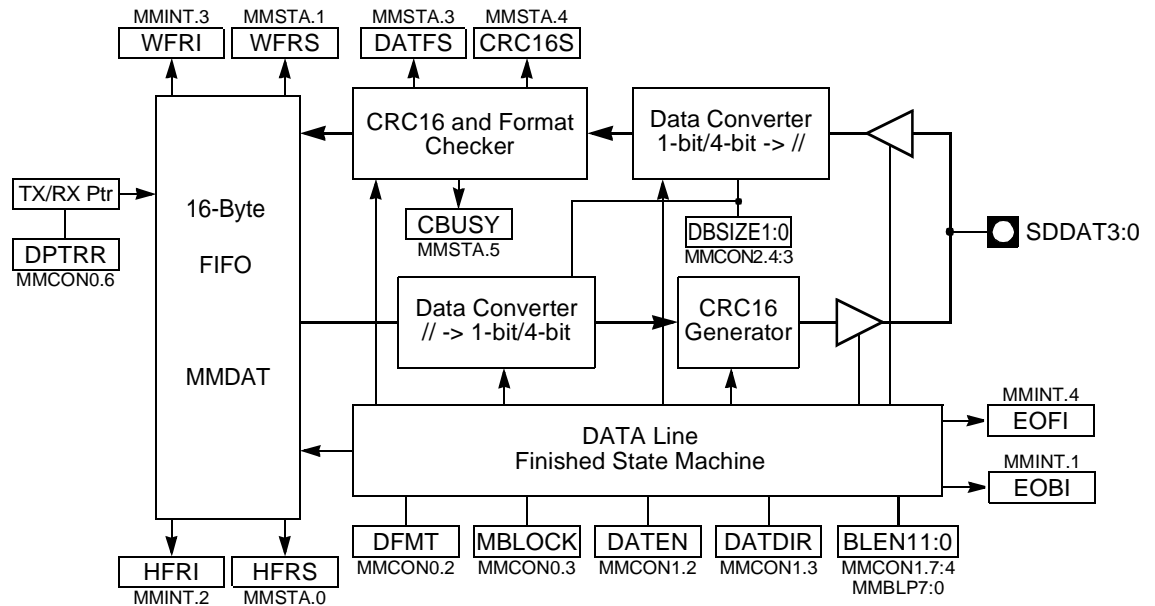 MMINT.3
MMSTA.1
MMSTA.3
MMSTA.4
WFRI
WFRS
DATFS
CRC16S
CRC16 and Format
Checker
Data Converter
1-bit/4-bit -> //
TX/RX Ptr
DPTRR
MMCON0.6
16-Byte
FIFO
MMDAT
CBUSY
MMSTA.5
DBSIZE1:0
MMCON2.4:3
SDDAT3:0
Data Converter
// -> 1-bit/4-bit
CRC16
Generator
DATA Line
Finished State Machine
MMINT.4
EOFI
MMINT.1
EOBI
HFRI
MMINT.2
HFRS
MMSTA.0
DFMT
MMCON0.2
MBLOCK
MMCON0.3
DATEN
MMCON1.2
DATDIR
MMCON1.3
BLEN11:0
MMCON1.7:4
MMBLP7:0